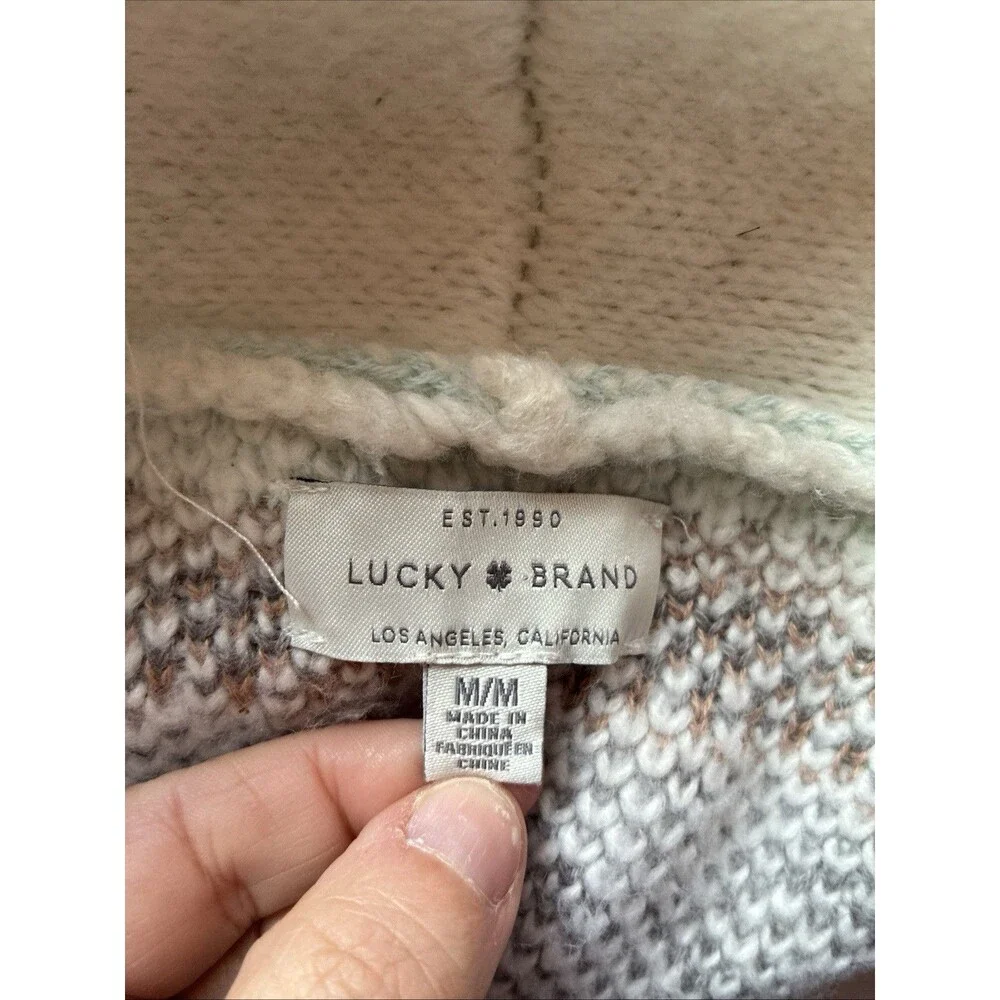 EST.1990
LUCKY BRAND
LOS ANGELES, CALIFORNIA
M/M
MADE IN
CHINA
FABRIQUÉ EN
CHINE